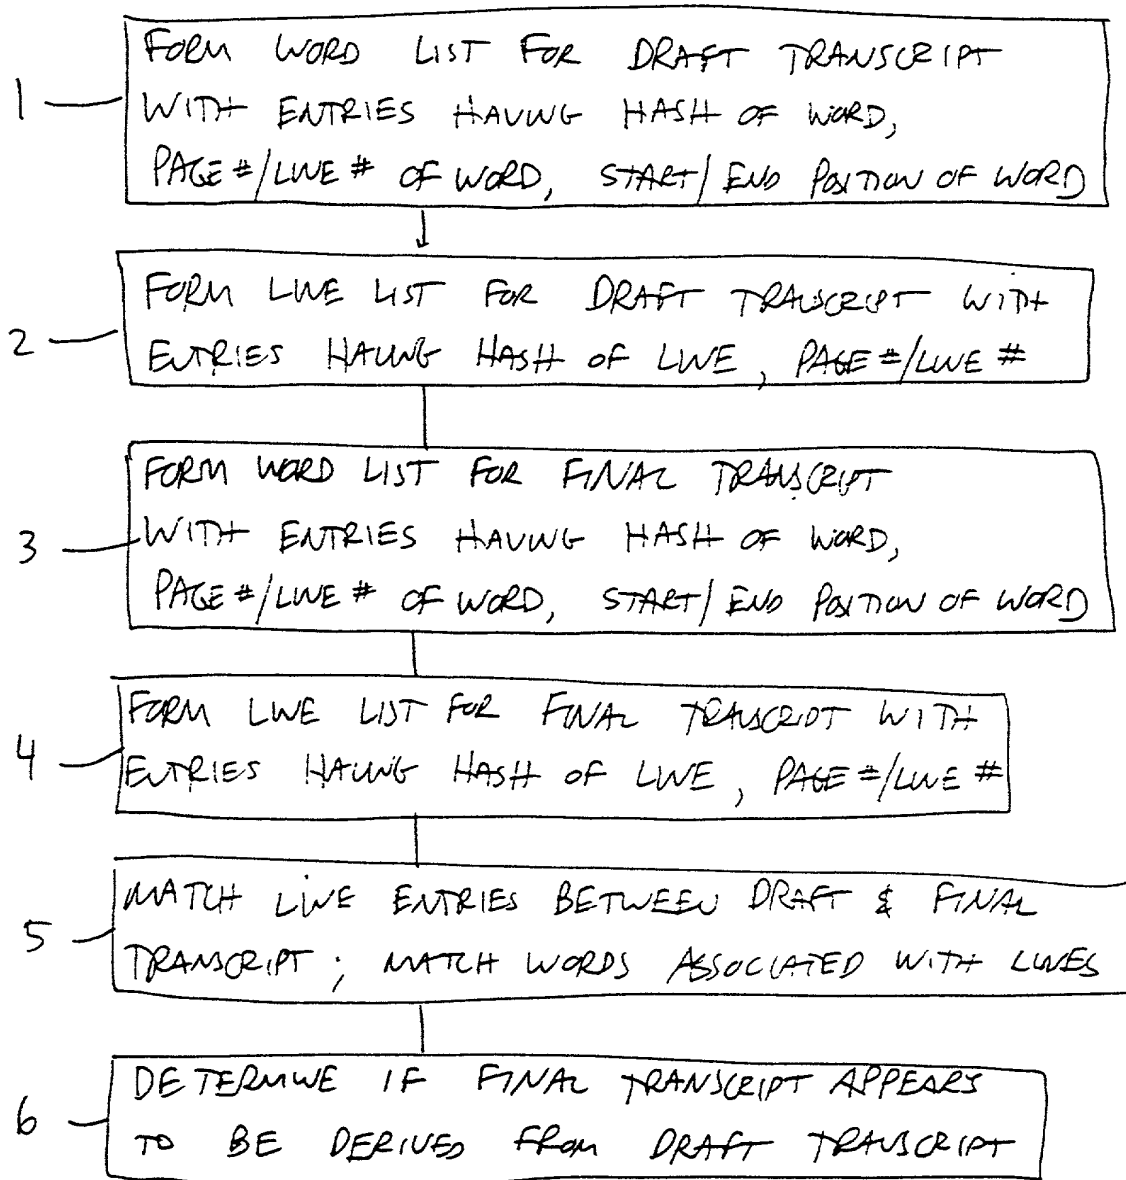 1
FORM WORD LIST FOR DRAFT TRANSCRIPT
WITH ENTRIES HAVING HASH OF WORD,
PAGE #/LINE # OF WORD, START/END POSITION OF WORD
2
FORM LINE LIST FOR DRAFT TRANSCRIPT WITH
ENTRIES HAVING HASH OF LINE, PAGE #/LINE #
3
FORM WORD LIST FOR FINAL TRANSCRIPT
WITH ENTRIES HAVING HASH OF WORD,
PAGE #/LINE # OF WORD, START/END POSITION OF WORD
4
FORM LINE LIST FOR FINAL TRANSCRIPT WITH
ENTRIES HAVING HASH OF LINE, PAGE #/LINE #
5
MATCH LINE ENTRIES BETWEEN DRAFT & FINAL
TRANSCRIPT; MATCH WORDS ASSOCIATED WITH LINES
6
DETERMINE IF FINAL TRANSCRIPT APPEARS
TO BE DERIVED FROM DRAFT TRANSCRIPT